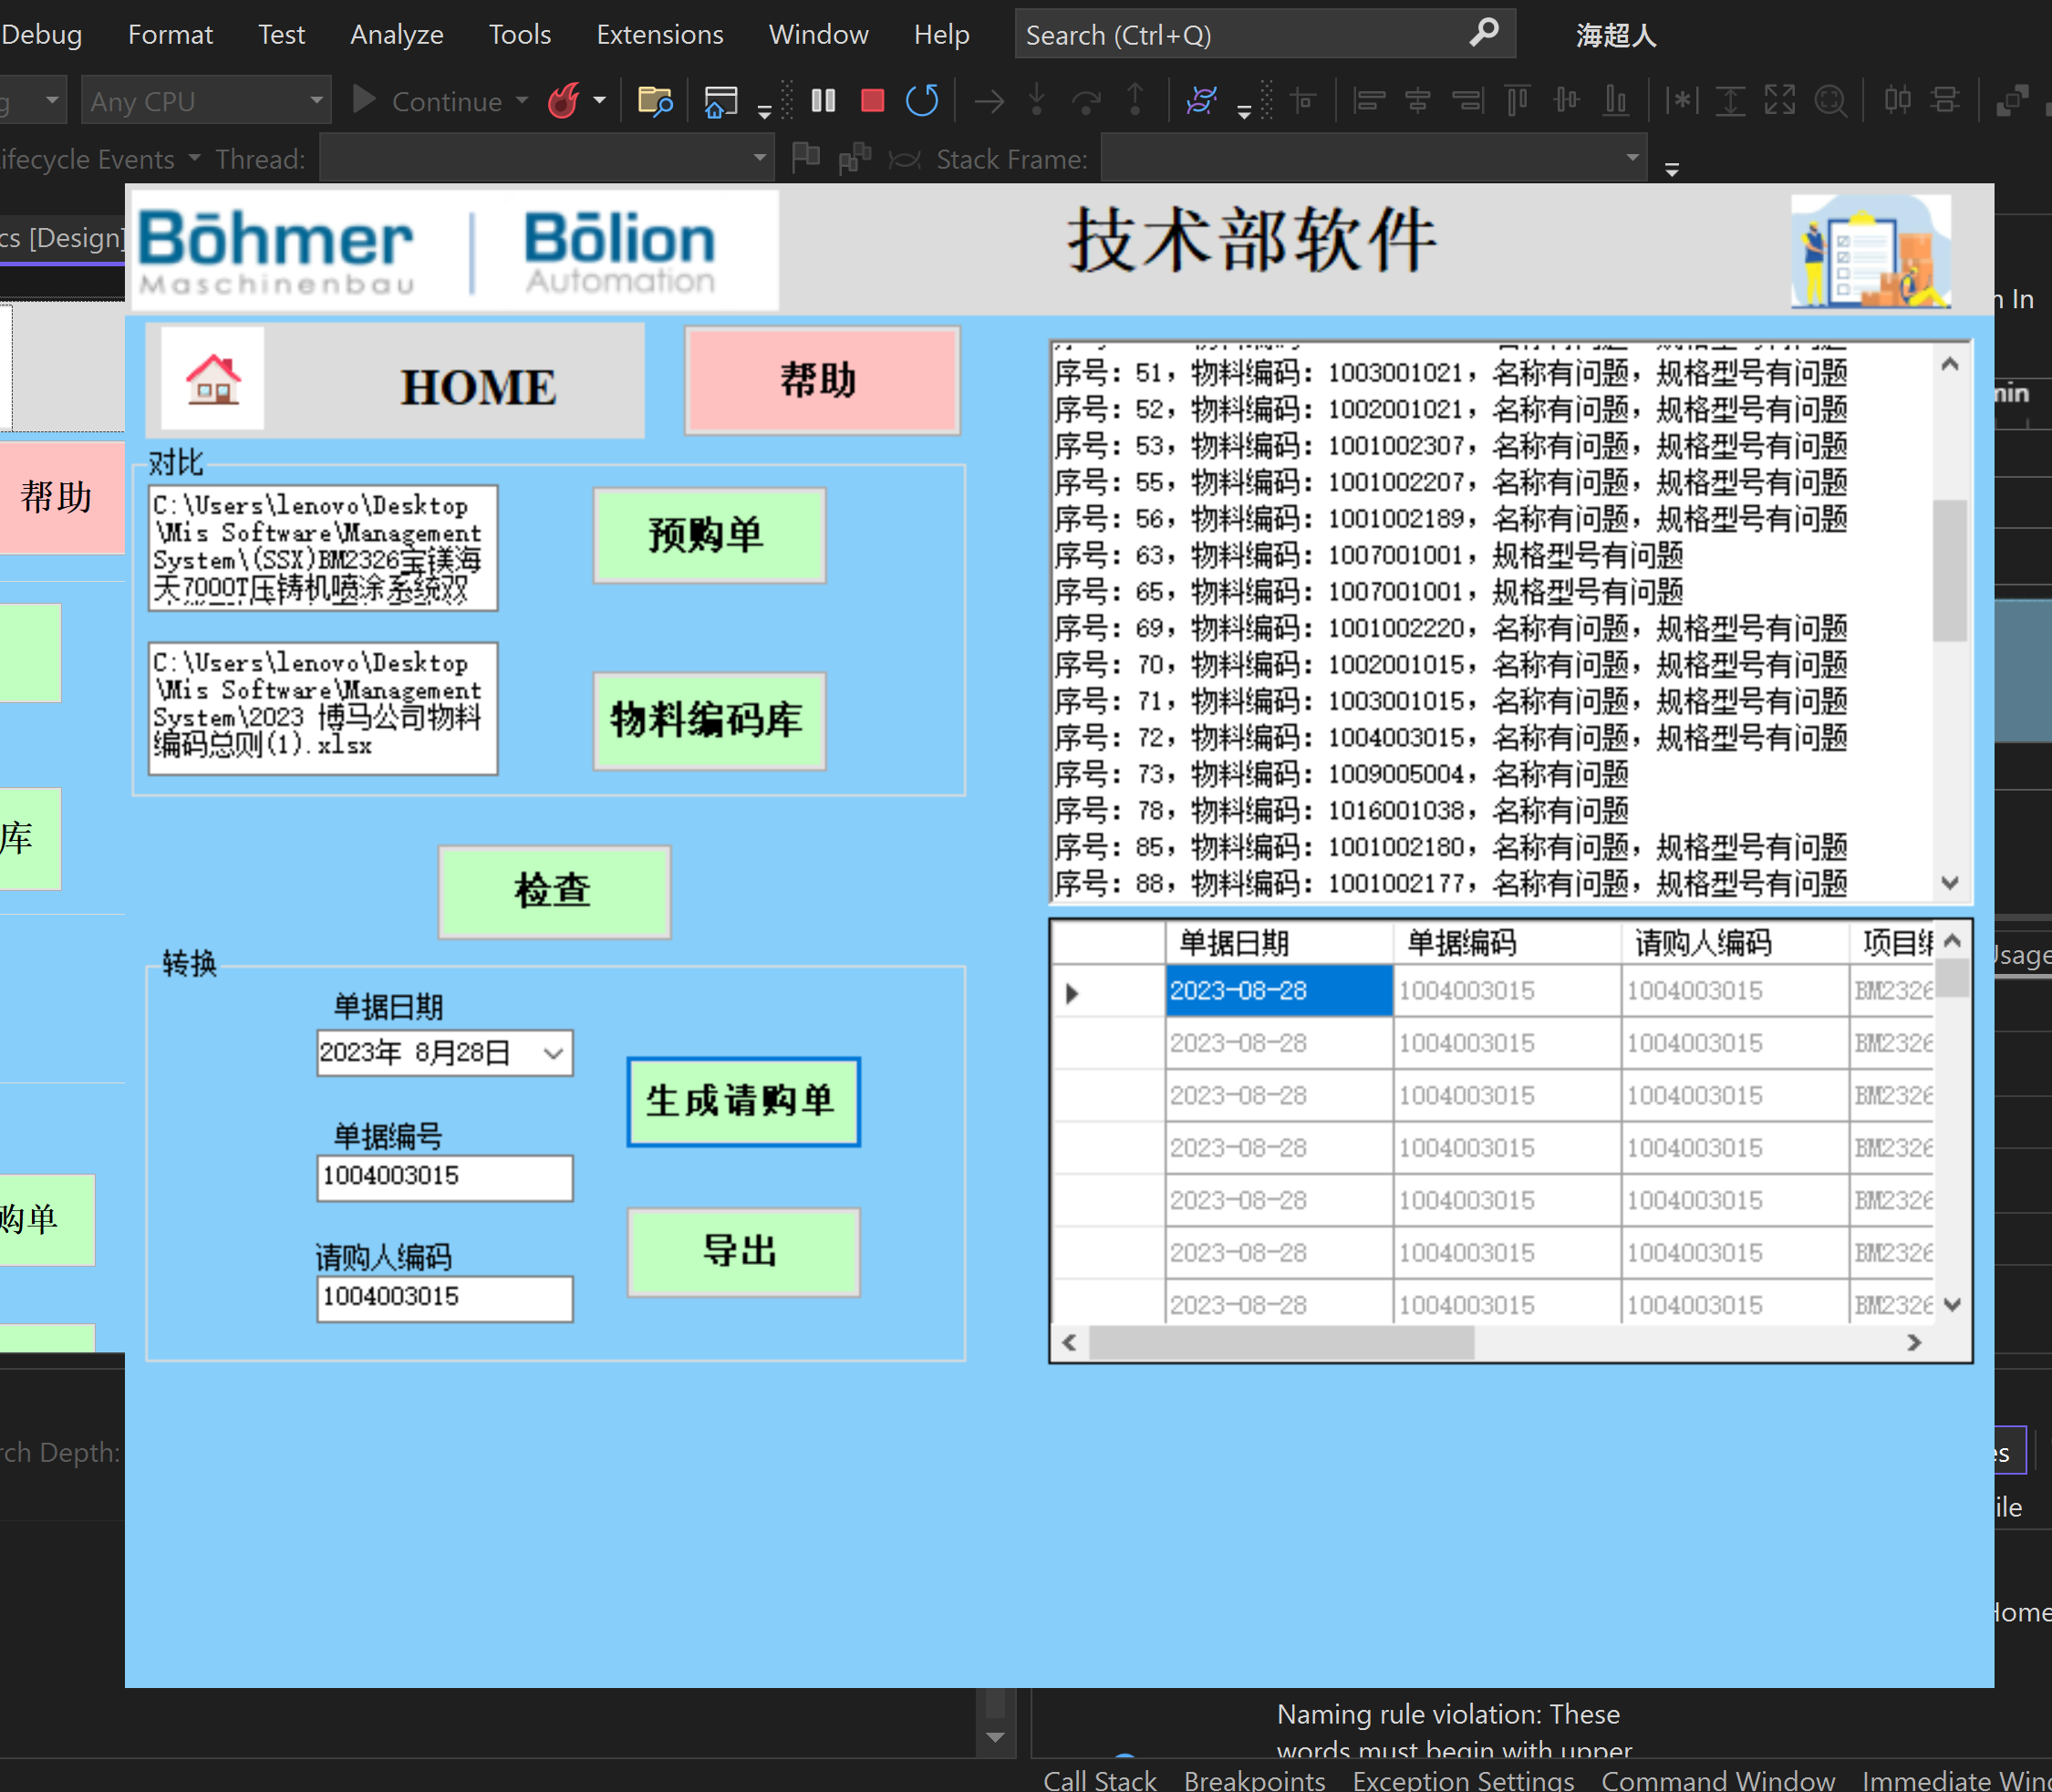 Debug Format Test Analyze Tools Extensions Window Help Search (Ctrl+Q) 海超人
Any CPU Continue
ifecycle Events Thread: Stack Frame:
cs [Design]
Böhmer Maschinenbau
Bölion Automation
技术部软件
n In
HOME
帮助
帮助
对比
C:\Users\lenovo\Desktop
\Mis Software\Management
System\(SSX)BM2326宝镁海
天7000T压铸机喷涂系统双
预购单
C:\Users\lenovo\Desktop
\Mis Software\Management
System\2023 博马公司物料
编码总则(1).xlsx
物料编码库
库
检查
转换
单据日期
2023年 8月28日
单据编号
1004003015
请购人编码
1004003015
生成请购单
导出
购单
序号：51，物料编码：1003001021，名称有问题，规格型号有问题
序号：52，物料编码：1002001021，名称有问题，规格型号有问题
序号：53，物料编码：1001002307，名称有问题，规格型号有问题
序号：55，物料编码：1001002207，名称有问题，规格型号有问题
序号：56，物料编码：1001002189，名称有问题，规格型号有问题
序号：63，物料编码：1007001001，规格型号有问题
序号：65，物料编码：1007001001，规格型号有问题
序号：69，物料编码：1001002220，名称有问题，规格型号有问题
序号：70，物料编码：1002001015，名称有问题，规格型号有问题
序号：71，物料编码：1003001015，名称有问题，规格型号有问题
序号：72，物料编码：1004003015，名称有问题，规格型号有问题
序号：73，物料编码：1009005004，名称有问题
序号：78，物料编码：1016001038，名称有问题
序号：85，物料编码：1001002180，名称有问题，规格型号有问题
序号：88，物料编码：1001002177，名称有问题，规格型号有问题
单据日期 单据编码 请购人编码 项目编
2023-08-28 1004003015 1004003015 BM2326
2023-08-28 1004003015 1004003015 BM2326
2023-08-28 1004003015 1004003015 BM2326
2023-08-28 1004003015 1004003015 BM2326
2023-08-28 1004003015 1004003015 BM2326
2023-08-28 1004003015 1004003015 BM2326
2023-08-28 1004003015 1004003015 BM2326
min
Usage
rch Depth:
es
ile
Home
Naming rule violation: These
words must begin with upper
Call Stack Breakpoints Exception Settings Command Window Immediate Wind